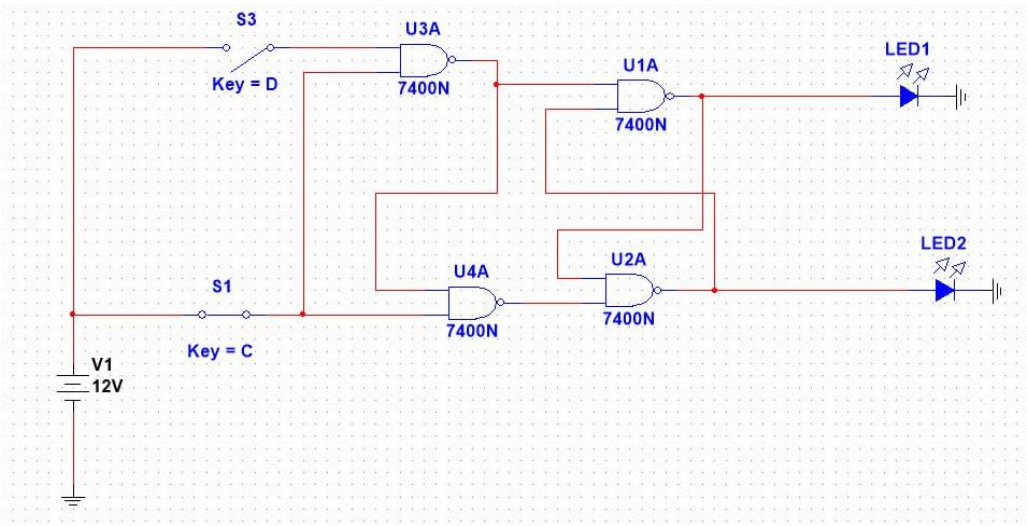 S3
Key = D
U3A
7400N
U1A
7400N
LED1
S1
Key = C
U4A
7400N
U2A
7400N
LED2
V1
12V